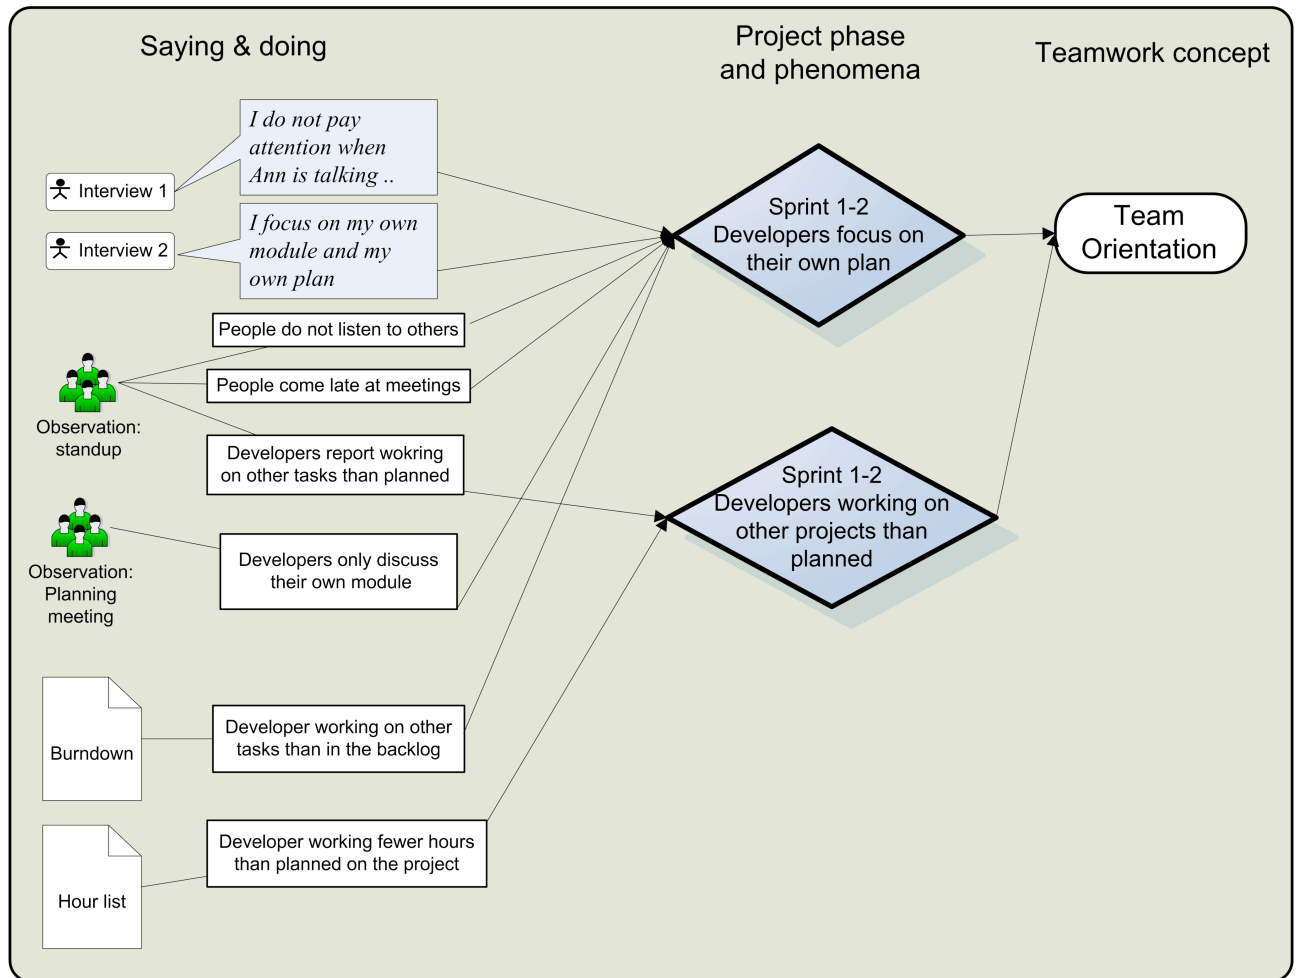 Saying & doing
Project phase
and phenomena
Teamwork concept
I do not pay
attention when
Ann is talking ..
Interview 1
I focus on my own
module and my
own plan
Interview 2
People do not listen to others
People come late at meetings
Observation:
standup
Developers report wokring
on other tasks than planned
Developers only discuss
their own module
Observation:
Planning
meeting
Burndown
Developer working on other
tasks than in the backlog
Hour list
Developer working fewer hours
than planned on the project
Sprint 1-2
Developers focus on
their own plan
Sprint 1-2
Developers working on
other projects than
planned
Team
Orientation